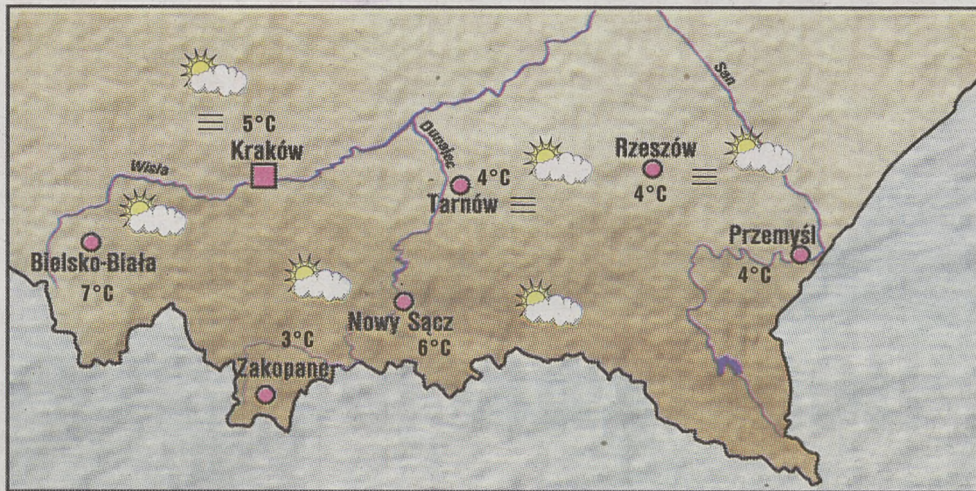 San
5°C
Kraków
Dunajec
Wisła
4°C
Tarnów
Rzeszów
4°C
Przemyśl
4°C
Bielsko-Biała
7°C
Nowy Sącz
6°C
3°C
Zakopane